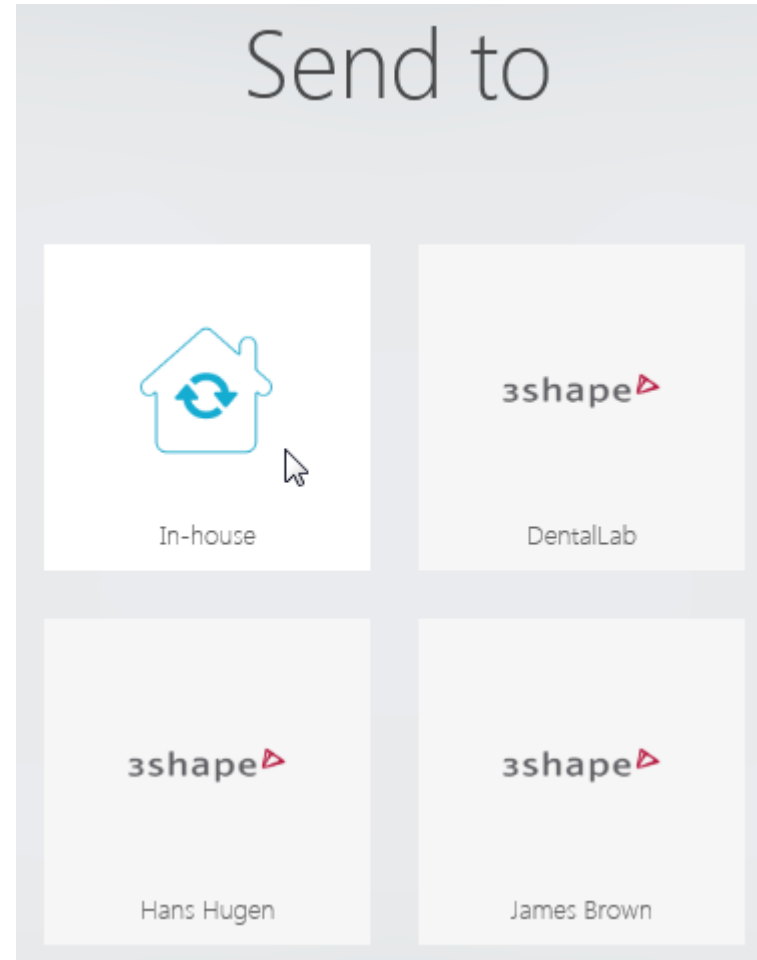 Send to
3shape
In-house
DentalLab
3shape
3shape
Hans Hugen
James Brown